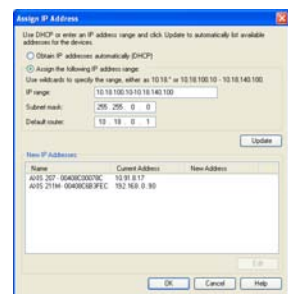 Assign IP Address
Use DHCP or enter an IP address range and click Update to automatically list available
addresses for the devices.
Obtain IP addresses automatically (DHCP)
Assign the following IP address range:
Use wildcards to specify the range, either as 10.18.* or 10.18.100.10 - 10.18.140.100.
IP range: 10.18.100.10-10.18.140.100
Subnet mask: 255 . 255 . 0 . 0
Default router: 10 . 18 . 0 . 1
Update
New IP Addresses
Name Current Address New Address
AXIS 207 - 00408C00078C 10.91.8.17
AXIS 211M - 00408C6B3FEC 192.168.0.90
Edit
OK Cancel Help